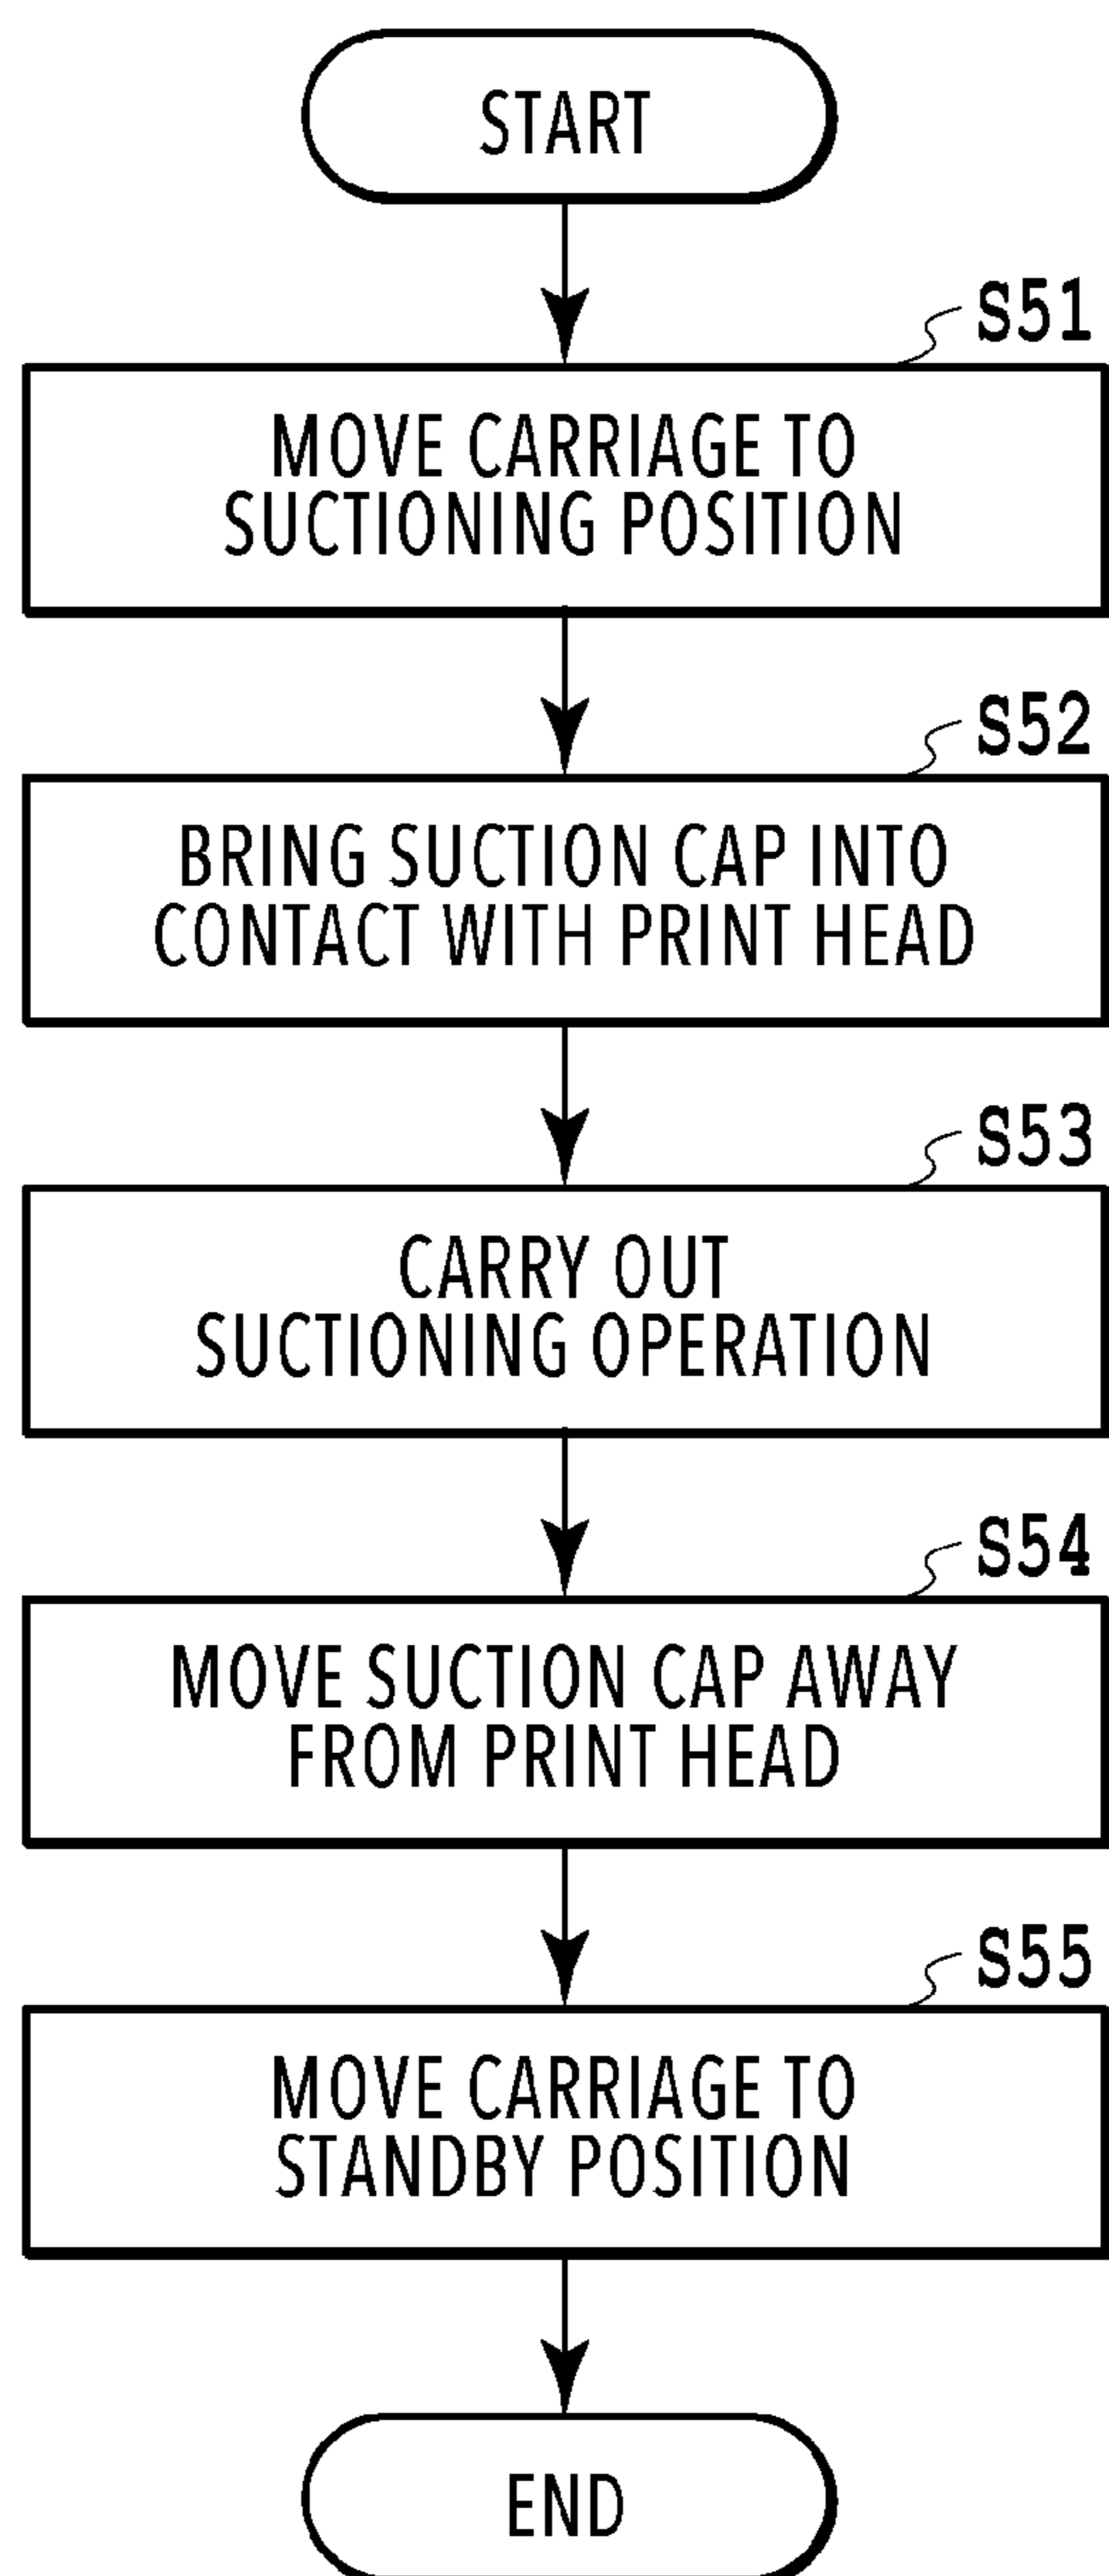 START
S51
MOVE CARRIAGE TO
SUCTIONING POSITION
S52
BRING SUCTION CAP INTO
CONTACT WITH PRINT HEAD
S53
CARRY OUT
SUCTIONING OPERATION
S54
MOVE SUCTION CAP AWAY
FROM PRINT HEAD
S55
MOVE CARRIAGE TO
STANDBY POSITION
END